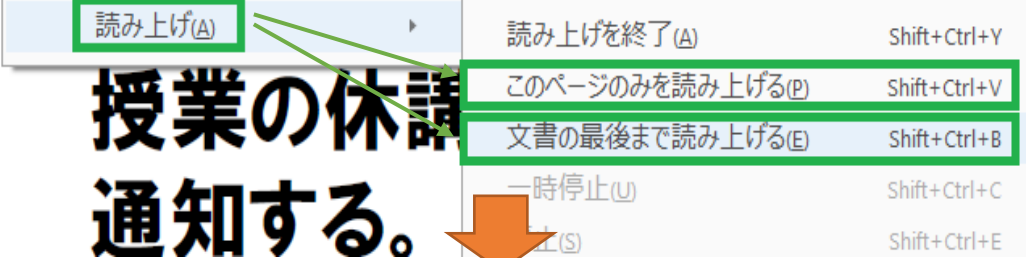 読み上げ(A)
読み上げを終了(A) Shift+Ctrl+Y
このページのみを読み上げる(P) Shift+Ctrl+V
文書の最後まで読み上げる(E) Shift+Ctrl+B
一時停止(U) Shift+Ctrl+C
止(S) Shift+Ctrl+E
授業の休講
通知する。